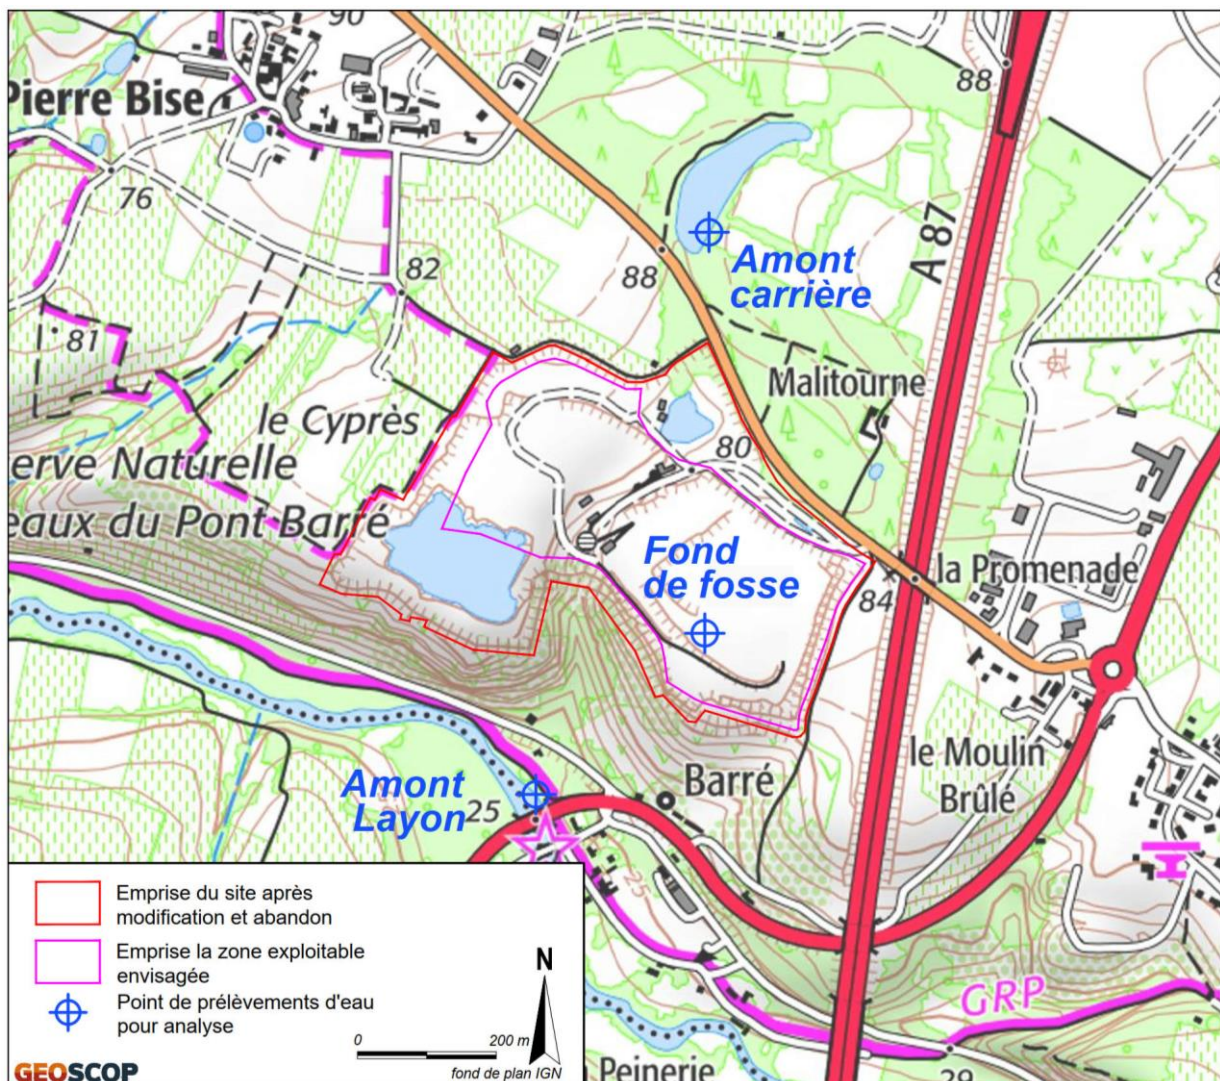 90
Pierre Bise
88
76
A 87
88
Amont
carrière
82
81
Malitourne
le Cyprès
erve Naturelle
eaux du Pont Barré
80
Fond
de fosse
la Promenade
84
le Moulin
Brûlé
Barré
Amont
Layon
25
25
Emprise du site après
modification et abandon
Emprise la zone exploitable
envisagée
Point de prélèvements d'eau
pour analyse
N
0
200 m
fond de plan IGN
GEOSCOP
GRP
Peinerie
29